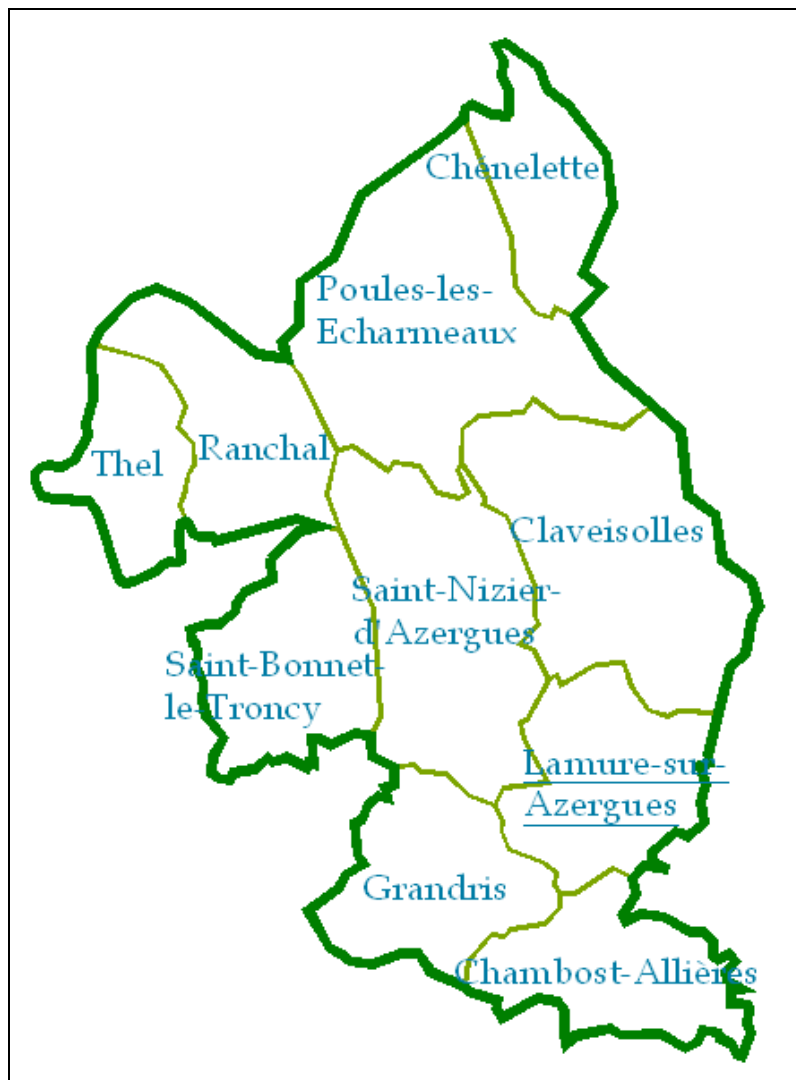 Chénelette
Poules-les-
Echarmeaux
Ranchal
Thel
Claveisolles
Saint-Nizier-
d'Azergues
Saint-Bonnet-
le-Troncy
Lamure-sur-
Azergues
Grandris
Chambost-Allières